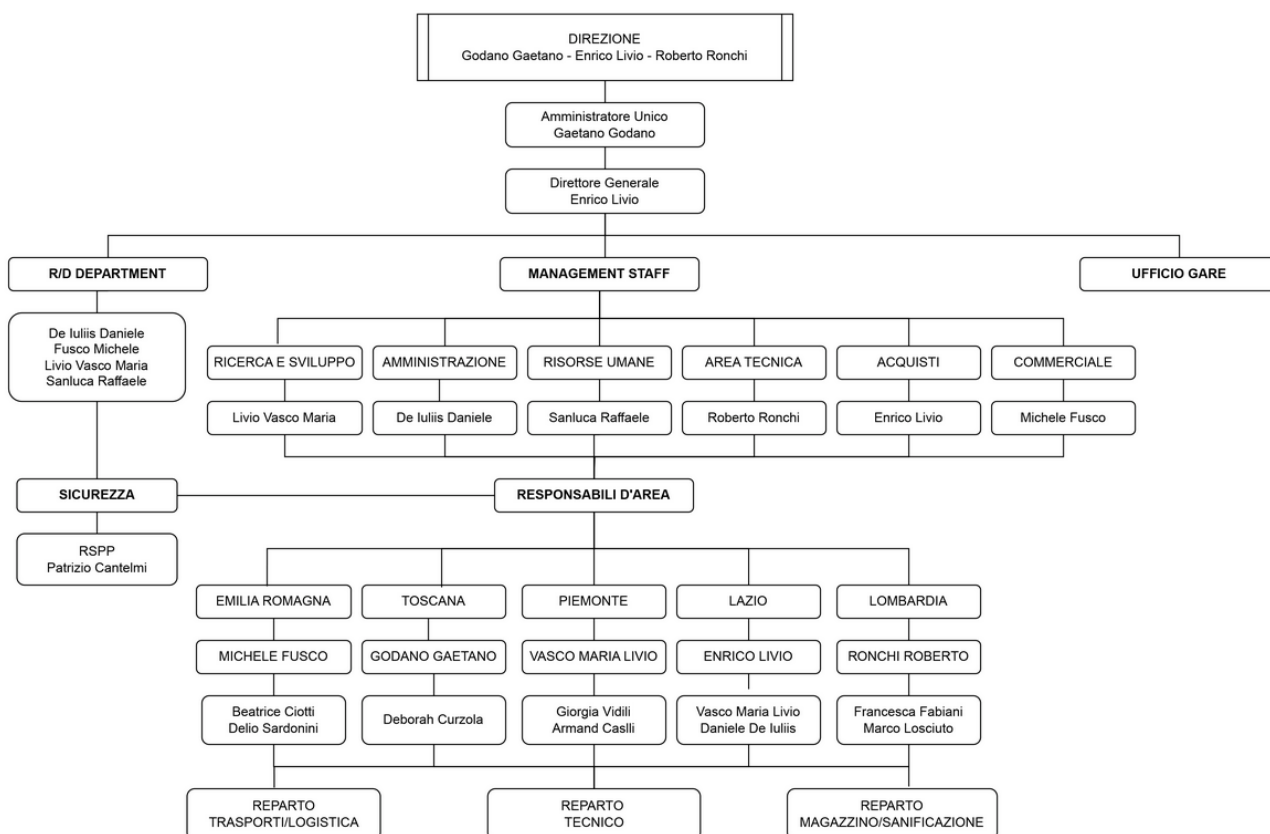 DIREZIONE
Godano Gaetano - Enrico Livio - Roberto Ronchi
Amministratore Unico
Gaetano Godano
Direttore Generale
Enrico Livio
R/D DEPARTMENT
MANAGEMENT STAFF
UFFICIO GARE
De Iuliis Daniele
Fusco Michele
Livio Vasco Maria
Sanluca Raffaele
RICERCA E SVILUPPO
AMMINISTRAZIONE
RISORSE UMANE
AREA TECNICA
ACQUISTI
COMMERCIALE
Livio Vasco Maria
De Iuliis Daniele
Sanluca Raffaele
Roberto Ronchi
Enrico Livio
Michele Fusco
SICUREZZA
RESPONSABILI D'AREA
RSPP
Patrizio Cantelmi
EMILIA ROMAGNA
TOSCANA
PIEMONTE
LAZIO
LOMBARDIA
MICHELE FUSCO
GODANO GAETANO
VASCO MARIA LIVIO
ENRICO LIVIO
RONCHI ROBERTO
Beatrice Ciotti
Delio Sardonini
Deborah Curzola
Giorgia Vidili
Armand Caslli
Vasco Maria Livio
Daniele De Iuliis
Francesca Fabiani
Marco Losciuto
REPARTO
TRASPORTI/LOGISTICA
REPARTO
TECNICO
REPARTO
MAGAZZINO/SANIFICAZIONE